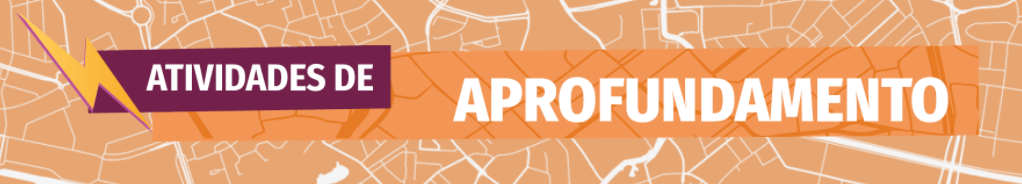 ATIVIDADES DE
APROFUNDAMENTO